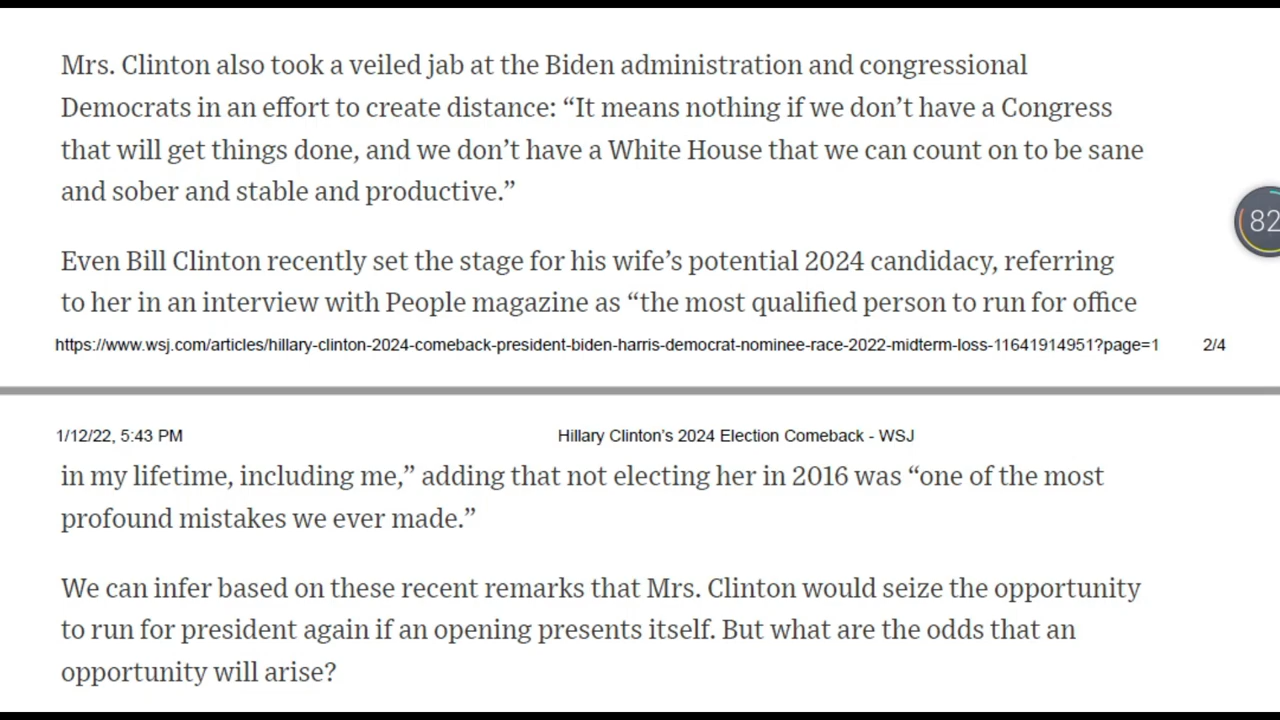 Mrs. Clinton also took a veiled jab at the Biden administration and congressional
Democrats in an effort to create distance: “It means nothing if we don’t have a Congress
that will get things done, and we don’t have a White House that we can count on to be sane
and sober and stable and productive.”
82
Even Bill Clinton recently set the stage for his wife’s potential 2024 candidacy, referring
to her in an interview with People magazine as “the most qualified person to run for office
https://www.wsj.com/articles/hillary-clinton-2024-comeback-president-biden-harris-democrat-nominee-race-2022-midterm-loss-11641914951?page=1 2/4
1/12/22, 5:43 PM Hillary Clinton’s 2024 Election Comeback - WSJ
in my lifetime, including me,” adding that not electing her in 2016 was “one of the most
profound mistakes we ever made.”
We can infer based on these recent remarks that Mrs. Clinton would seize the opportunity
to run for president again if an opening presents itself. But what are the odds that an
opportunity will arise?